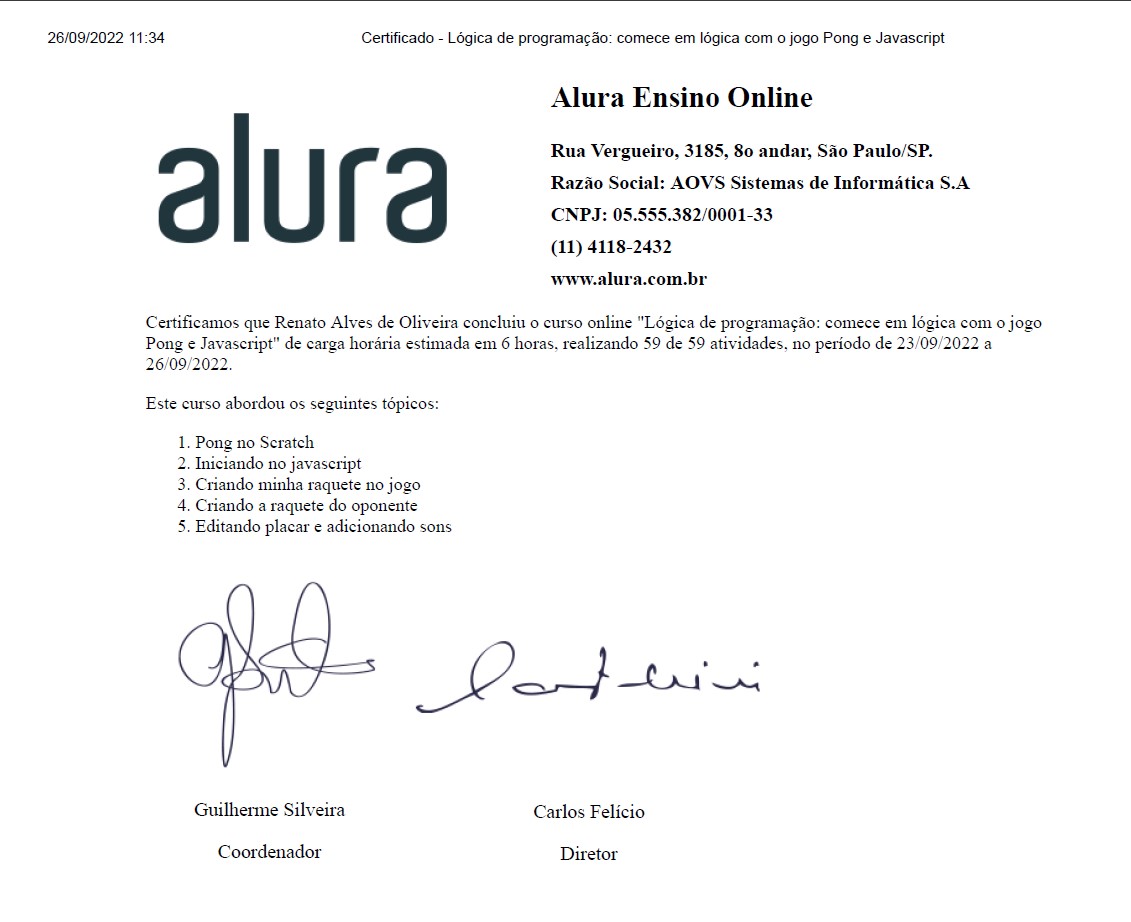 26/09/2022 11:34
Certificado - Lógica de programação: comece em lógica com o jogo Pong e Javascript
alura
Alura Ensino Online
Rua Vergueiro, 3185, 8o andar, São Paulo/SP.
Razão Social: AOVS Sistemas de Informática S.A
CNPJ: 05.555.382/0001-33
(11) 4118-2432
www.alura.com.br
Certificamos que Renato Alves de Oliveira concluiu o curso online "Lógica de programação: comece em lógica com o jogo
Pong e Javascript" de carga horária estimada em 6 horas, realizando 59 de 59 atividades, no período de 23/09/2022 a
26/09/2022.
Este curso abordou os seguintes tópicos:
1. Pong no Scratch
2. Iniciando no javascript
3. Criando minha raquete no jogo
4. Criando a raquete do oponente
5. Editando placar e adicionando sons
Guilherme Silveira
Coordenador
Carlos Felício
Diretor